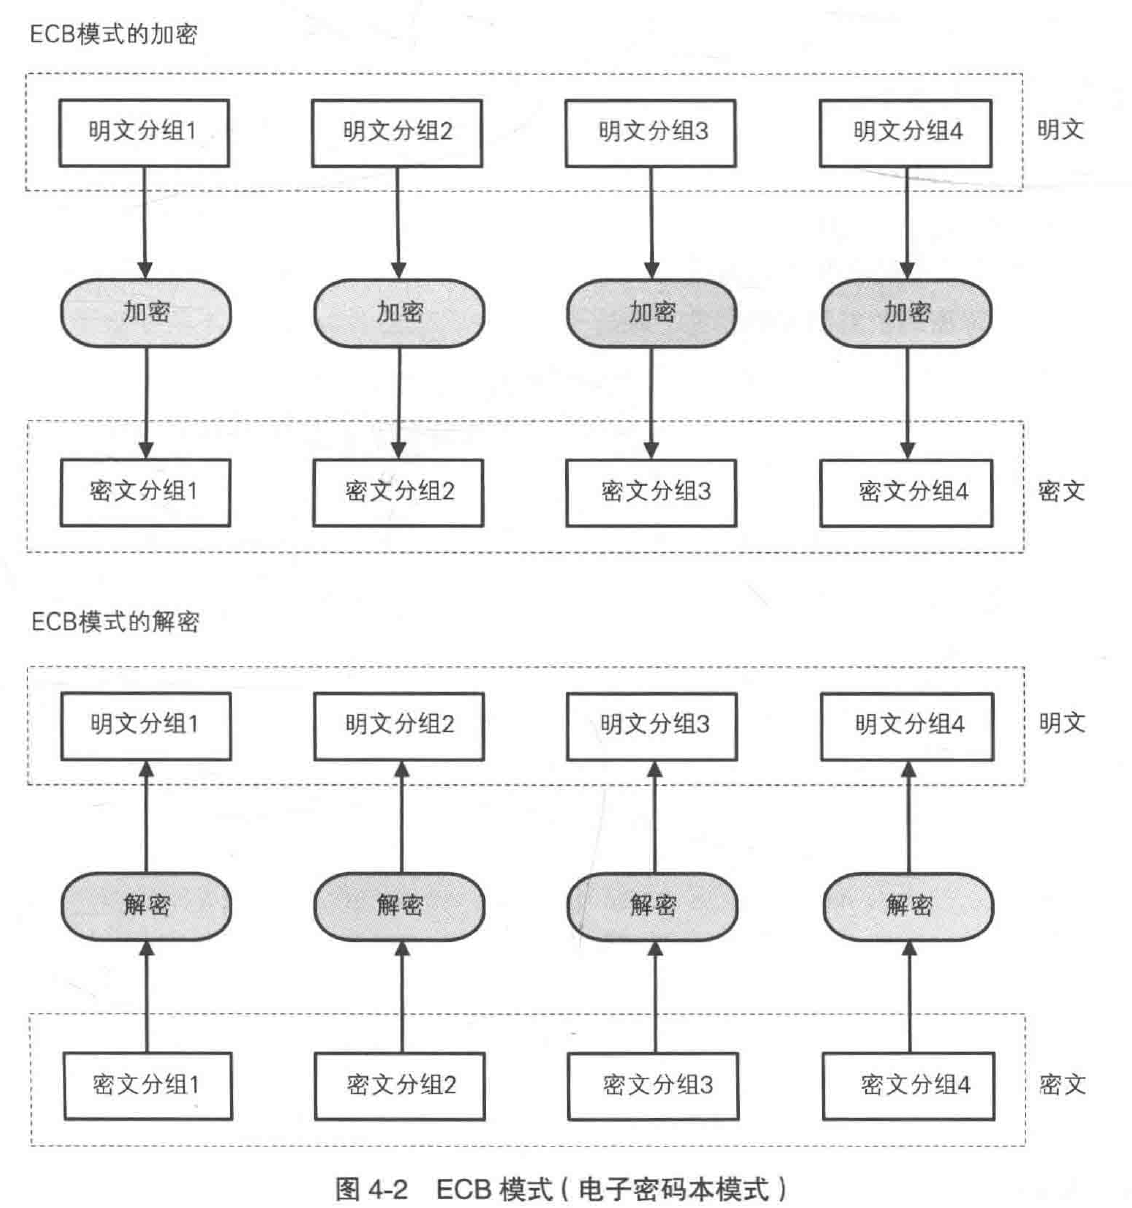 ECB模式的加密
明文分组1 明文分组2 明文分组3 明文分组4 明文
加密 加密 加密 加密
密文分组1 密文分组2 密文分组3 密文分组4 密文
ECB模式的解密
明文分组1 明文分组2 明文分组3 明文分组4 明文
解密 解密 解密 解密
密文分组1 密文分组2 密文分组3 密文分组4 密文
图 4-2 ECB 模式（电子密码本模式）